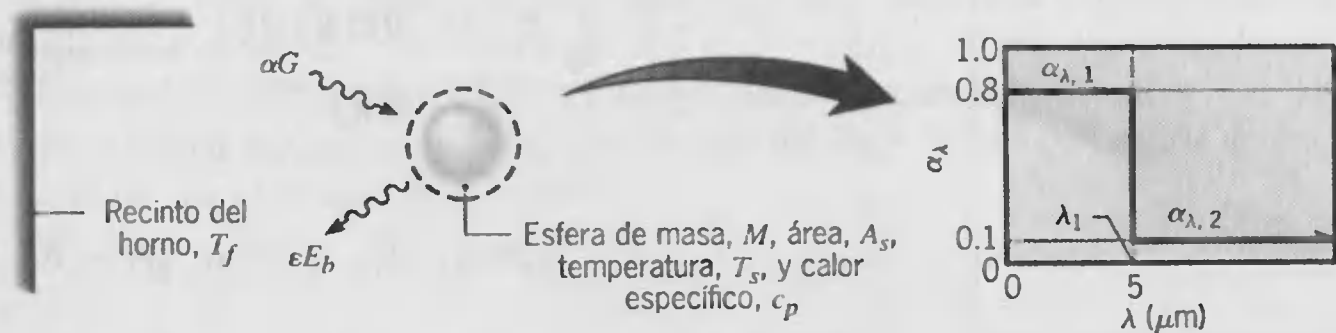 αG
Recinto del
horno, T_f
εE_b
Esfera de masa, M, área, A_s,
temperatura, T_s, y calor
específico, c_p
1.0
0.8
α_λ
0.1
0
α_λ, 1
λ_1
α_λ, 2
0
5
λ (μm)